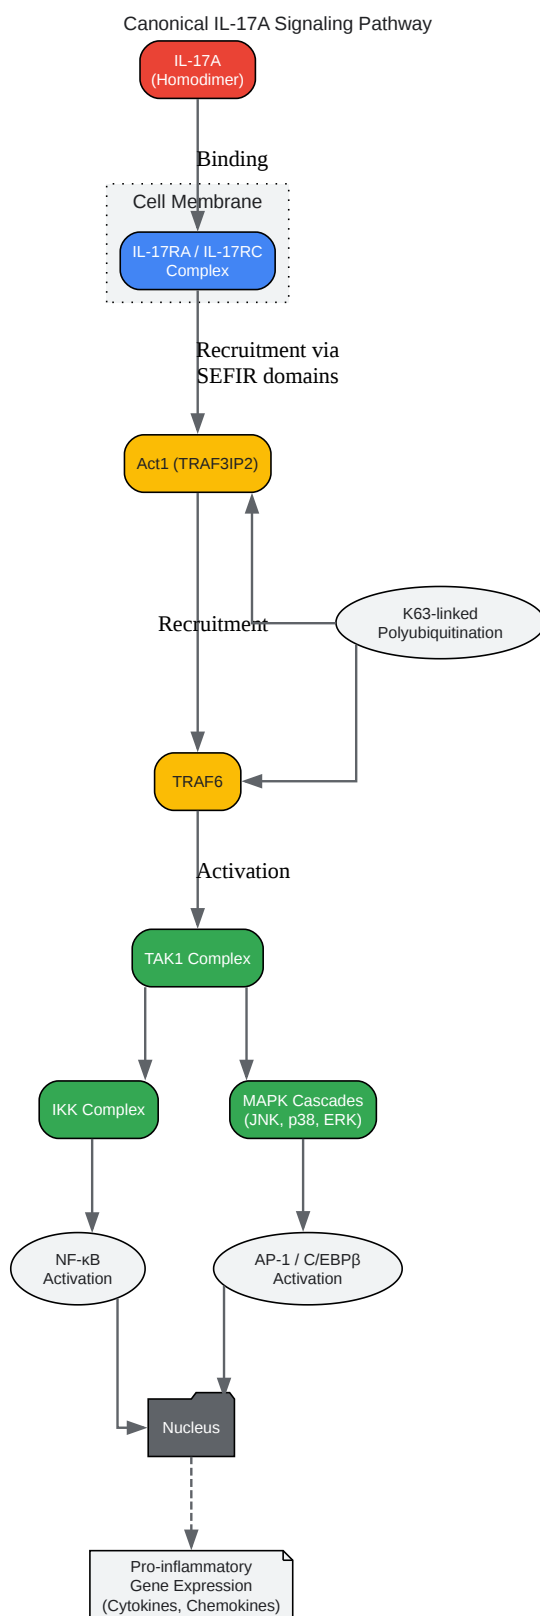 Canonical IL-17A Signaling Pathway
IL-17A
(Homodimer)
Binding
Cell Membrane
IL-17RA / IL-17RC
Complex
Recruitment via
SEFIR domains
Act1 (TRAF3IP2)
K63-linked
Polyubiquitination
Recruitment
TRAF6
Activation
TAK1 Complex
IKK Complex
MAPK Cascades
(JNK, p38, ERK)
NF-κB
Activation
AP-1 / C/EBPβ
Activation
Nucleus
Pro-inflammatory
Gene Expression
(Cytokines, Chemokines)